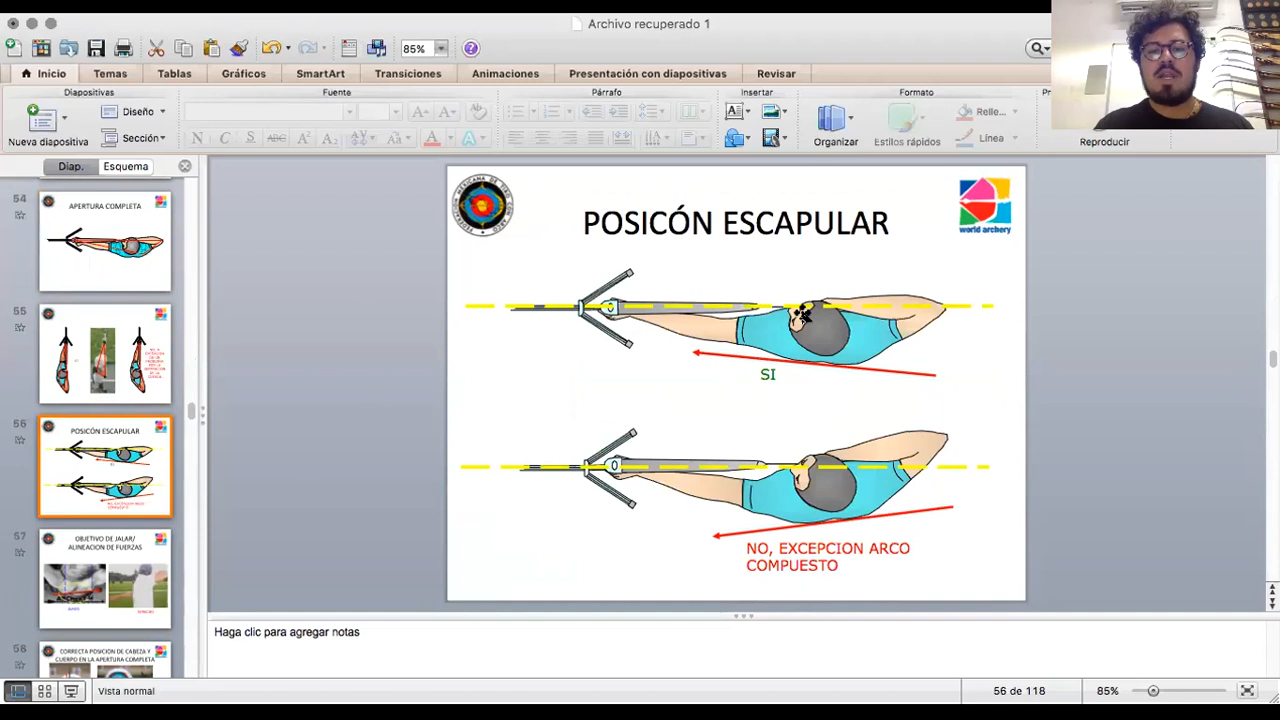 Archivo recuperado 1
85%
Inicio
Temas
Tablas
Gráficos
SmartArt
Transiciones
Animaciones
Presentación con diapositivas
Revisar
Diapositivas
Fuente
Párrafo
Insertar
Formato
Nueva diapositiva
Diseño
Sección
Organizar
Estilos rápidos
Relle...
Línea
Reproducir
Diap.
Esquema
54
APERTURA COMPLETA
55
56
POSICÓN ESCAPULAR
57
OBJETIVO DE JALAR/
ALINEACION DE FUERZAS
58
CORRECTA POSICION DE CABEZA Y
CUERPO EN LA APERTURA COMPLETA
POSICÓN ESCAPULAR
world archery
SI
NO, EXCEPCION ARCO
COMPUESTO
Haga clic para agregar notas
Vista normal
56 de 118
85%